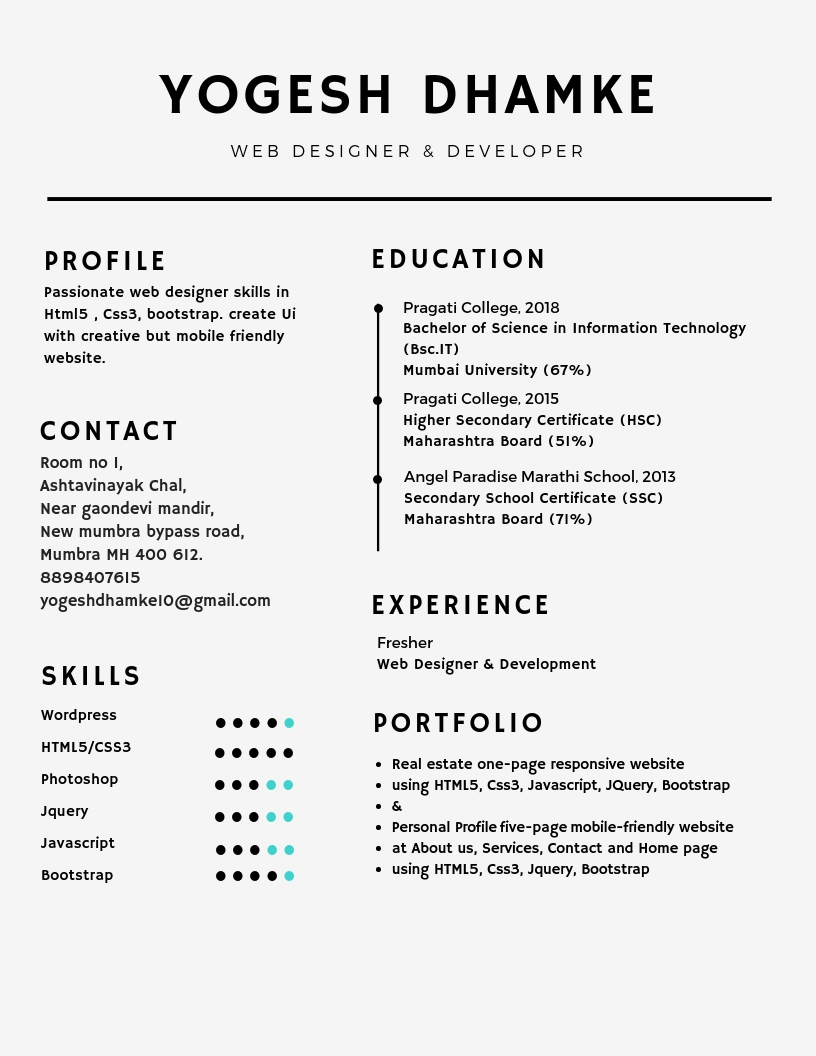 YOGESH DHAMKE
WEB DESIGNER & DEVELOPER
PROFILE
Passionate web designer skills in
Html5 , Css3, bootstrap. create Ui
with creative but mobile friendly
website.
CONTACT
Room no 1,
Ashtavinayak Chal,
Near gaondevi mandir,
New mumbra bypass road,
Mumbra MH 400 612.
8898407615
yogeshdhamke10@gmail.com
SKILLS
Wordpress
HTML5/CSS3
Photoshop
Jquery
Javascript
Bootstrap
EDUCATION
Pragati College, 2018
Bachelor of Science in Information Technology
(Bsc.IT)
Mumbai University (67%)
Pragati College, 2015
Higher Secondary Certificate (HSC)
Maharashtra Board (51%)
Angel Paradise Marathi School, 2013
Secondary School Certificate (SSC)
Maharashtra Board (71%)
EXPERIENCE
Fresher
Web Designer & Development
PORTFOLIO
• Real estate one-page responsive website
• using HTML5, Css3, Javascript, JQuery, Bootstrap
• &
• Personal Profile five-page mobile-friendly website
• at About us, Services, Contact and Home page
• using HTML5, Css3, Jquery, Bootstrap